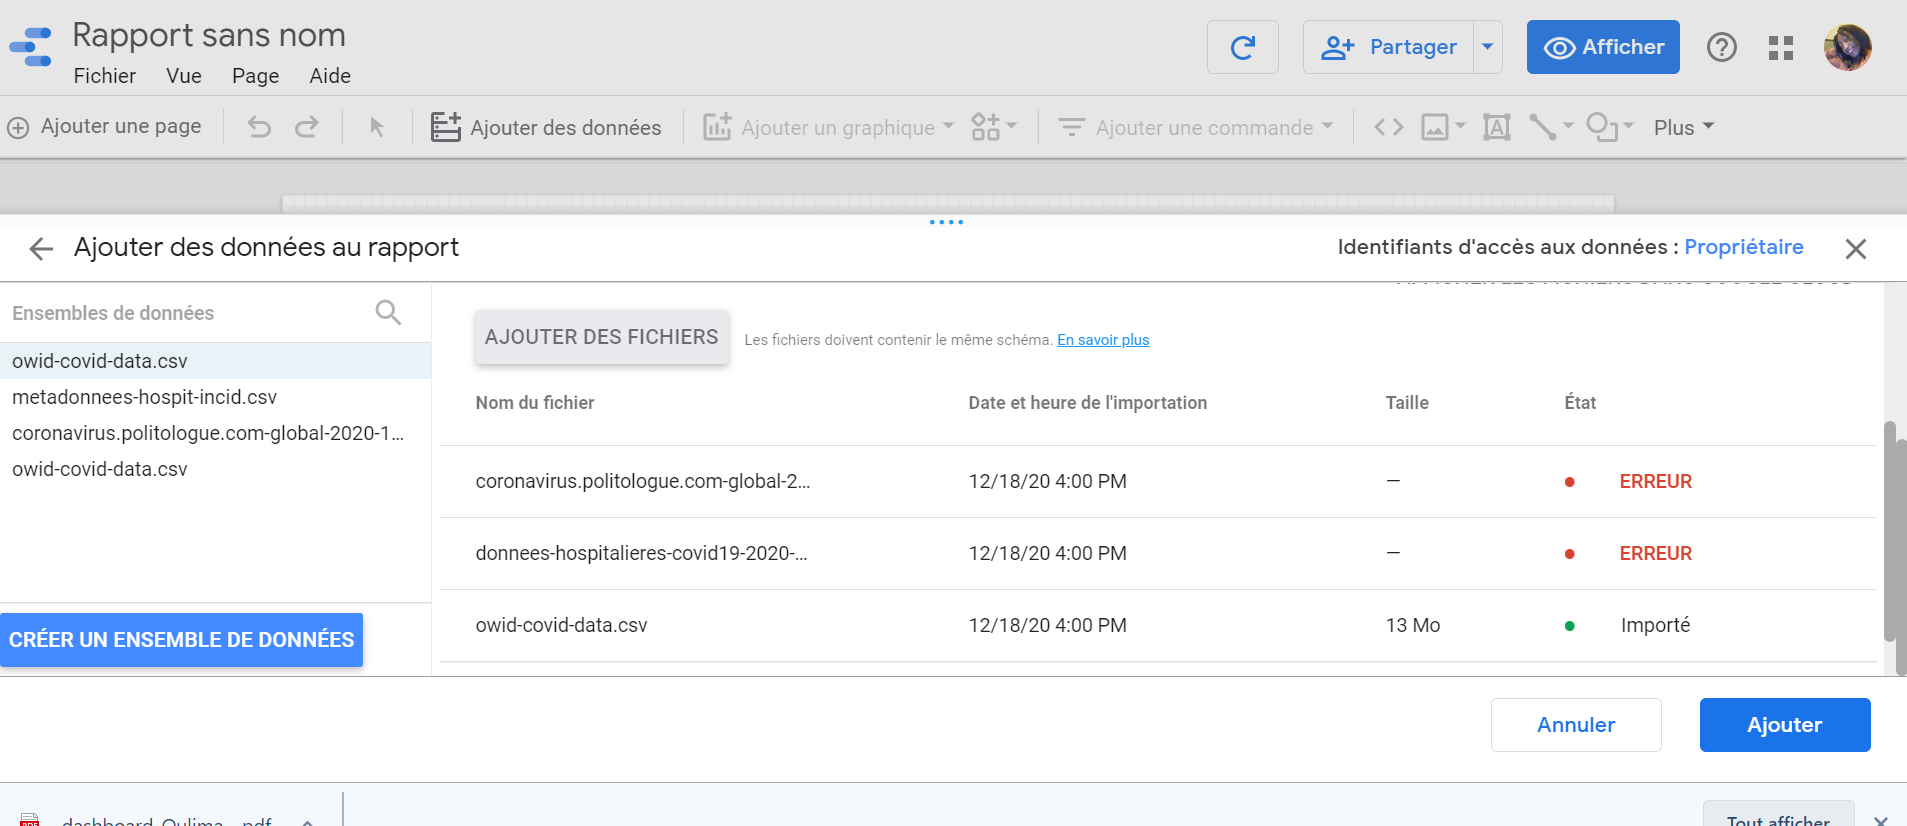 Rapport sans nom
Fichier Vue Page Aide
Partager
Afficher
Ajouter une page
Ajouter des données
Ajouter un graphique
Ajouter une commande
Plus
Ajouter des données au rapport
Identifiants d'accès aux données : Propriétaire
Ensembles de données
owid-covid-data.csv
metadonnees-hospit-incid.csv
coronavirus.politologue.com-global-2020-1...
owid-covid-data.csv
CRÉER UN ENSEMBLE DE DONNÉES
AFFICHER LES FICHIERS DANS GOOGLE CLOUD
AJOUTER DES FICHIERS
Les fichiers doivent contenir le même schéma. En savoir plus
Nom du fichier Date et heure de l'importation Taille État
coronavirus.politologue.com-global-2... 12/18/20 4:00 PM — ERREUR
donnees-hospitalieres-covid19-2020-... 12/18/20 4:00 PM — ERREUR
owid-covid-data.csv 12/18/20 4:00 PM 13 Mo Importé
Annuler
Ajouter
dashboard_Oulima....pdf
Tout afficher